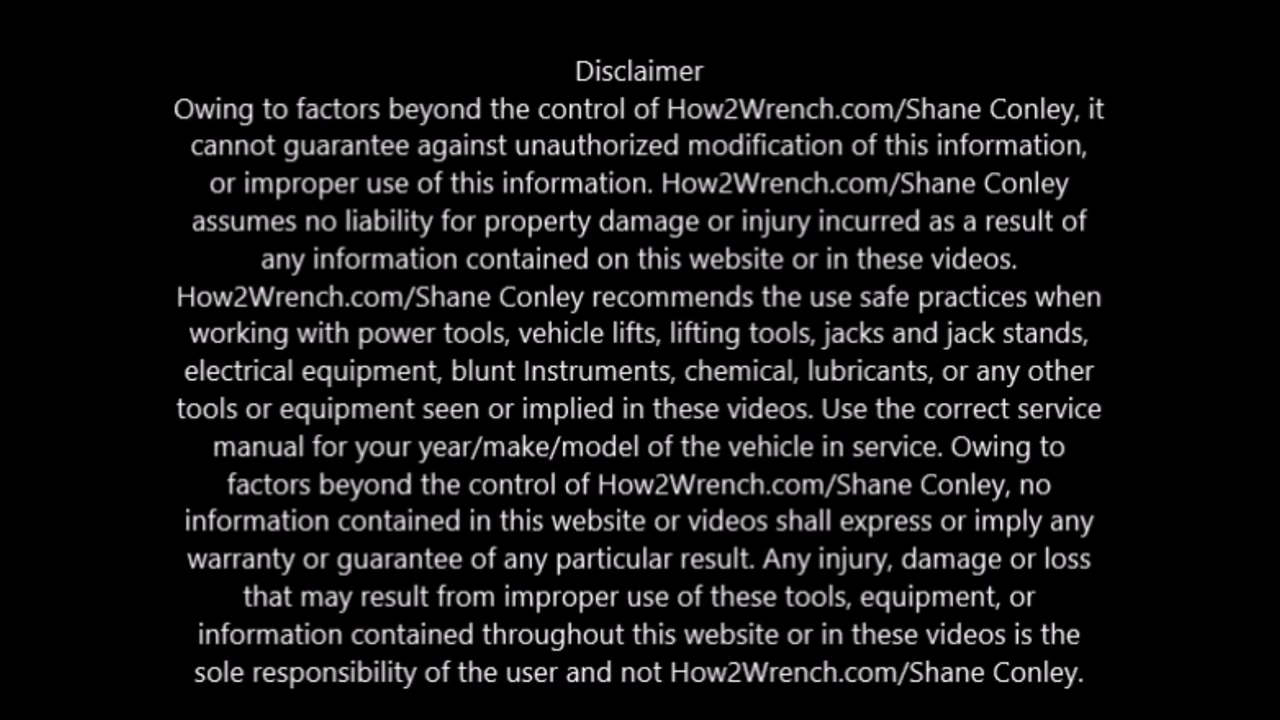 Disclaimer
Owing to factors beyond the control of How2Wrench.com/Shane Conley, it
cannot guarantee against unauthorized modification of this information,
or improper use of this information. How2Wrench.com/Shane Conley
assumes no liability for property damage or injury incurred as a result of
any information contained on this website or in these videos.
How2Wrench.com/Shane Conley recommends the use safe practices when
working with power tools, vehicle lifts, lifting tools, jacks and jack stands,
electrical equipment, blunt Instruments, chemical, lubricants, or any other
tools or equipment seen or implied in these videos. Use the correct service
manual for your year/make/model of the vehicle in service. Owing to
factors beyond the control of How2Wrench.com/Shane Conley, no
information contained in this website or videos shall express or imply any
warranty or guarantee of any particular result. Any injury, damage or loss
that may result from improper use of these tools, equipment, or
information contained throughout this website or in these videos is the
sole responsibility of the user and not How2Wrench.com/Shane Conley.